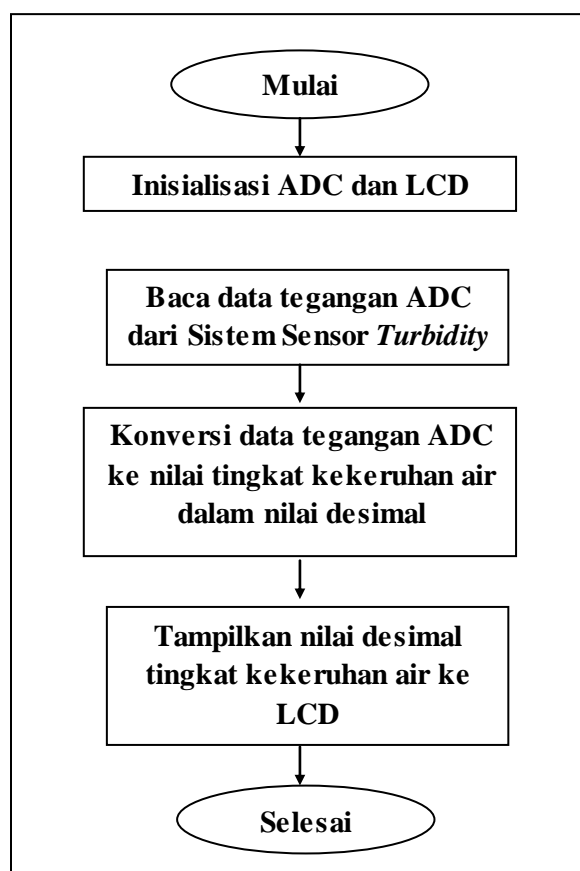 Mulai
Inisialisasi ADC dan LCD
Baca data tegangan ADC
dari Sistem Sensor Turbidity
Konversi data tegangan ADC
ke nilai tingkat kekeruhan air
dalam nilai desimal
Tampilkan nilai desimal
tingkat kekeruhan air ke
LCD
Selesai